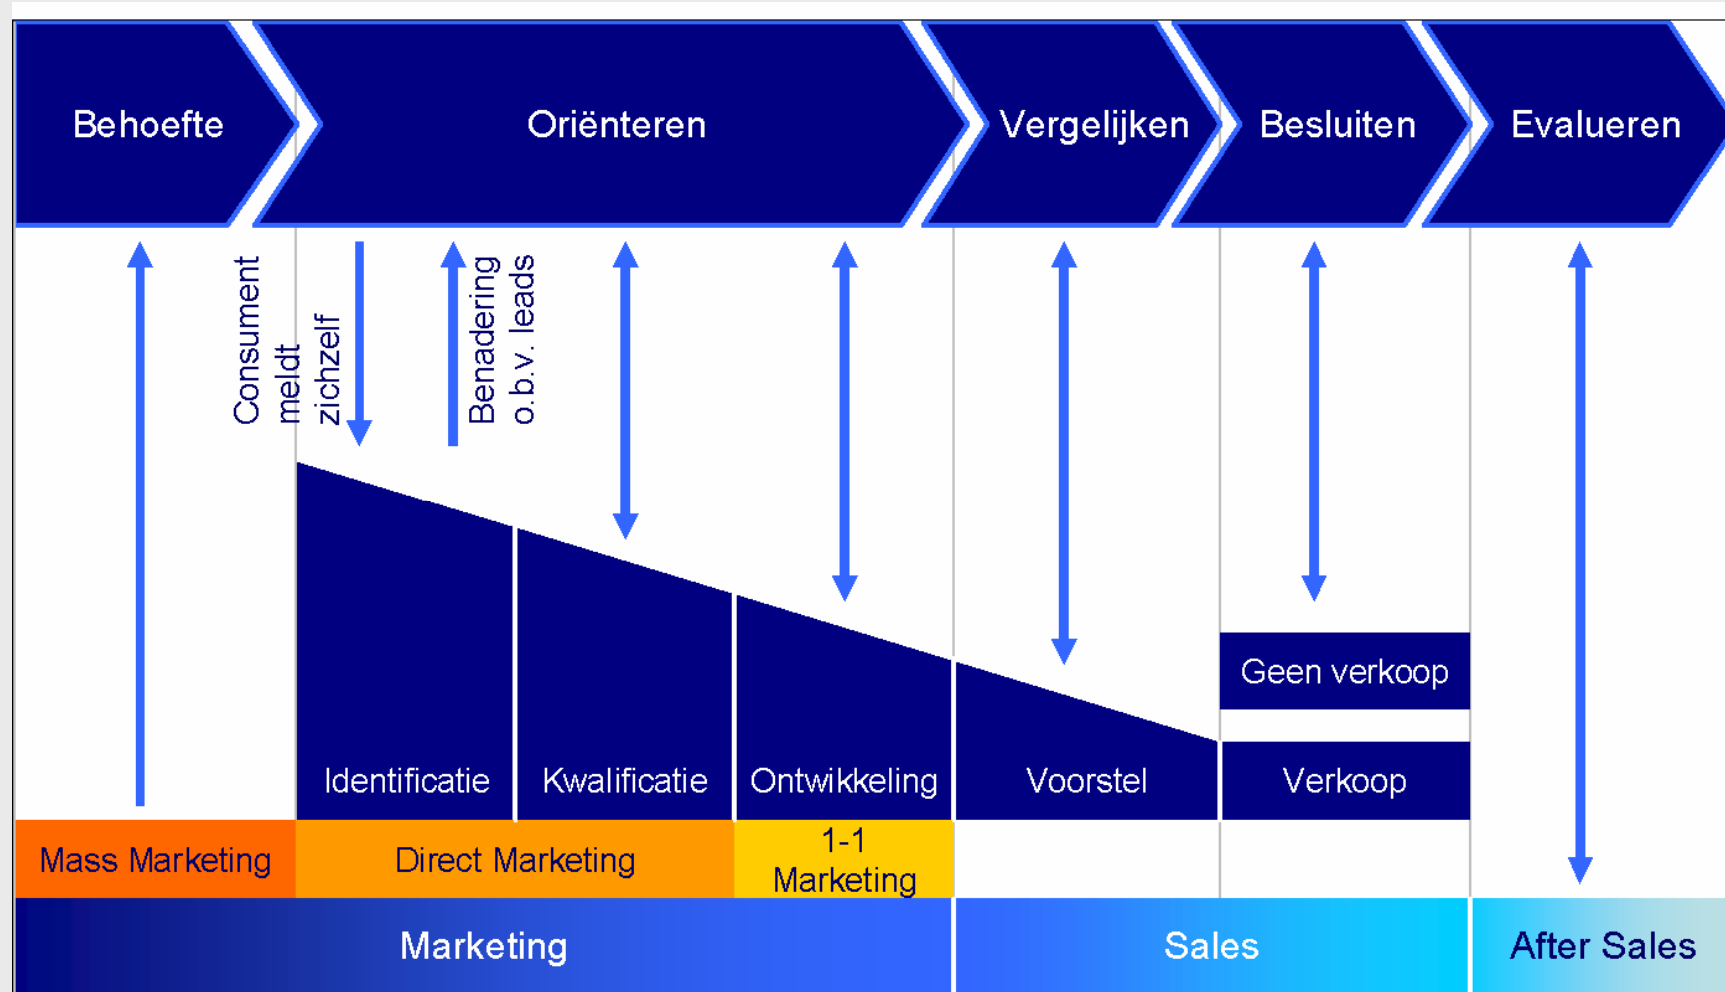 Behoefte
Oriënteren
Vergelijken
Besluiten
Evalueren
Consument
meldt
zichzelf
Benadering
o.b.v. leads
Geen verkoop
Identificatie
Kwalificatie
Ontwikkeling
Voorstel
Verkoop
Mass Marketing
Direct Marketing
1-1
Marketing
Marketing
Sales
After Sales